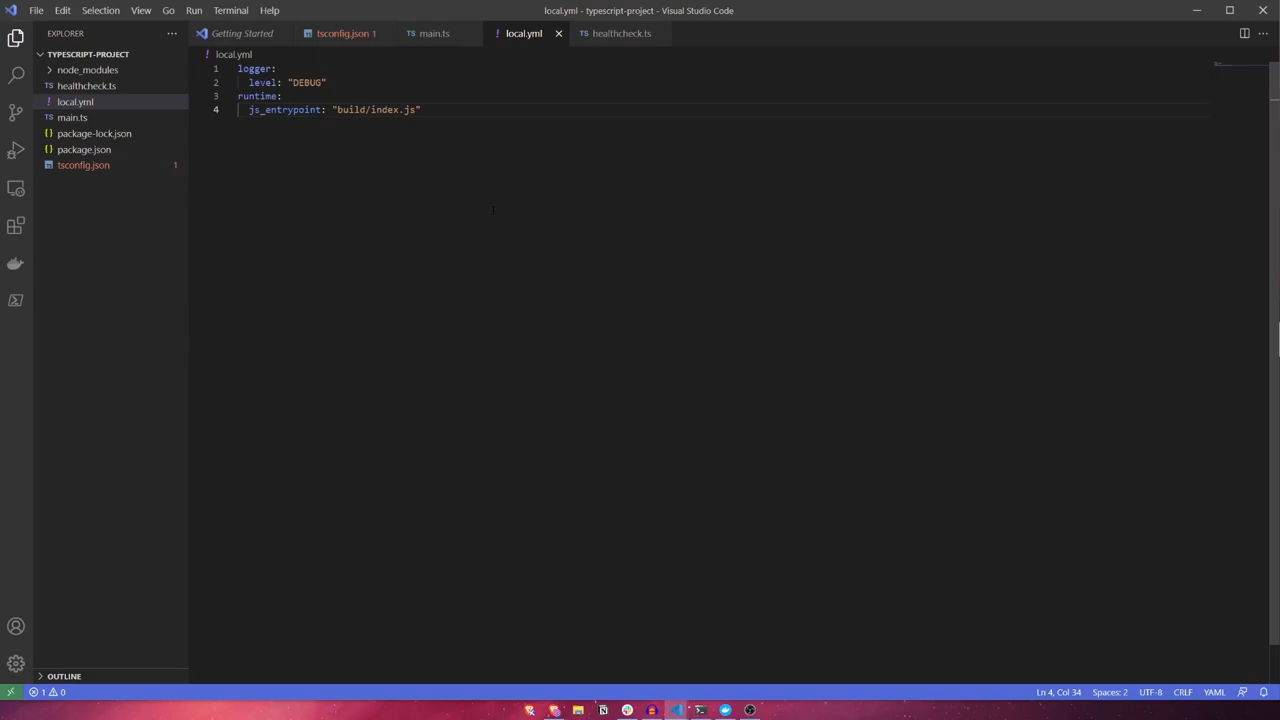 File Edit Selection View Go Run Terminal Help
local.yml - typescript-project - Visual Studio Code
EXPLORER
Getting Started
tsconfig.json 1
main.ts
local.yml
healthcheck.ts
TYPESCRIPT-PROJECT
node_modules
healthcheck.ts
local.yml
main.ts
package-lock.json
package.json
tsconfig.json 1
local.yml
1 logger:
2 level: "DEBUG"
3 runtime:
4 js_entrypoint: "build/index.js"
OUTLINE
1 0
Ln 4, Col 34 Spaces: 2 UTF-8 CRLF YAML